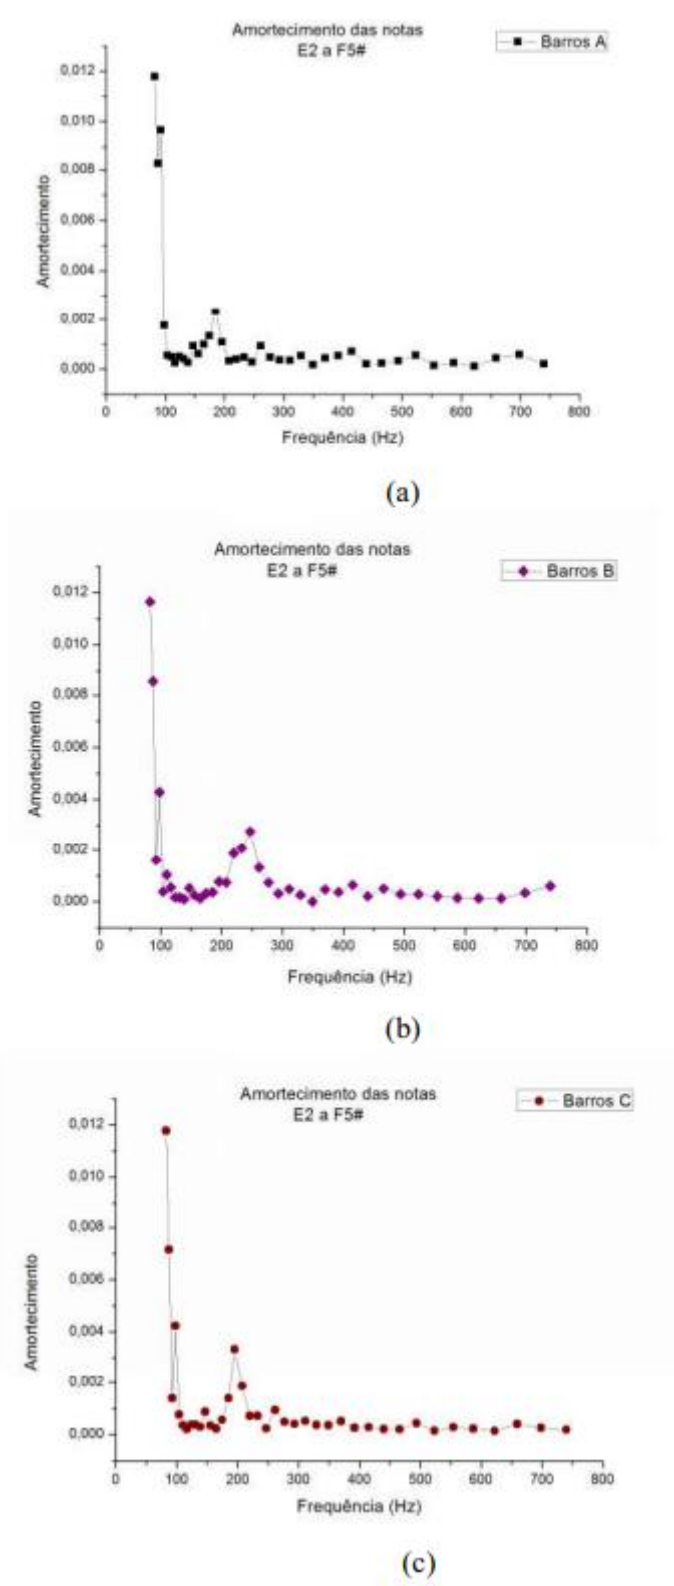 Amortecimento das notas
E2 a F5#
Barros A
0,012
0,010
0,008
0,006
0,004
0,002
0,000
Amortecimento
0
100
200
300
400
500
600
700
800
Frequência (Hz)
(a)
Amortecimento das notas
E2 a F5#
Barros B
0,012
0,010
0,008
0,006
0,004
0,002
0,000
Amortecimento
0
100
200
300
400
500
600
700
800
Frequência (Hz)
(b)
Amortecimento das notas
E2 a F5#
Barros C
0,012
0,010
0,008
0,006
0,004
0,002
0,000
Amortecimento
0
100
200
300
400
500
600
700
800
Frequência (Hz)
(c)